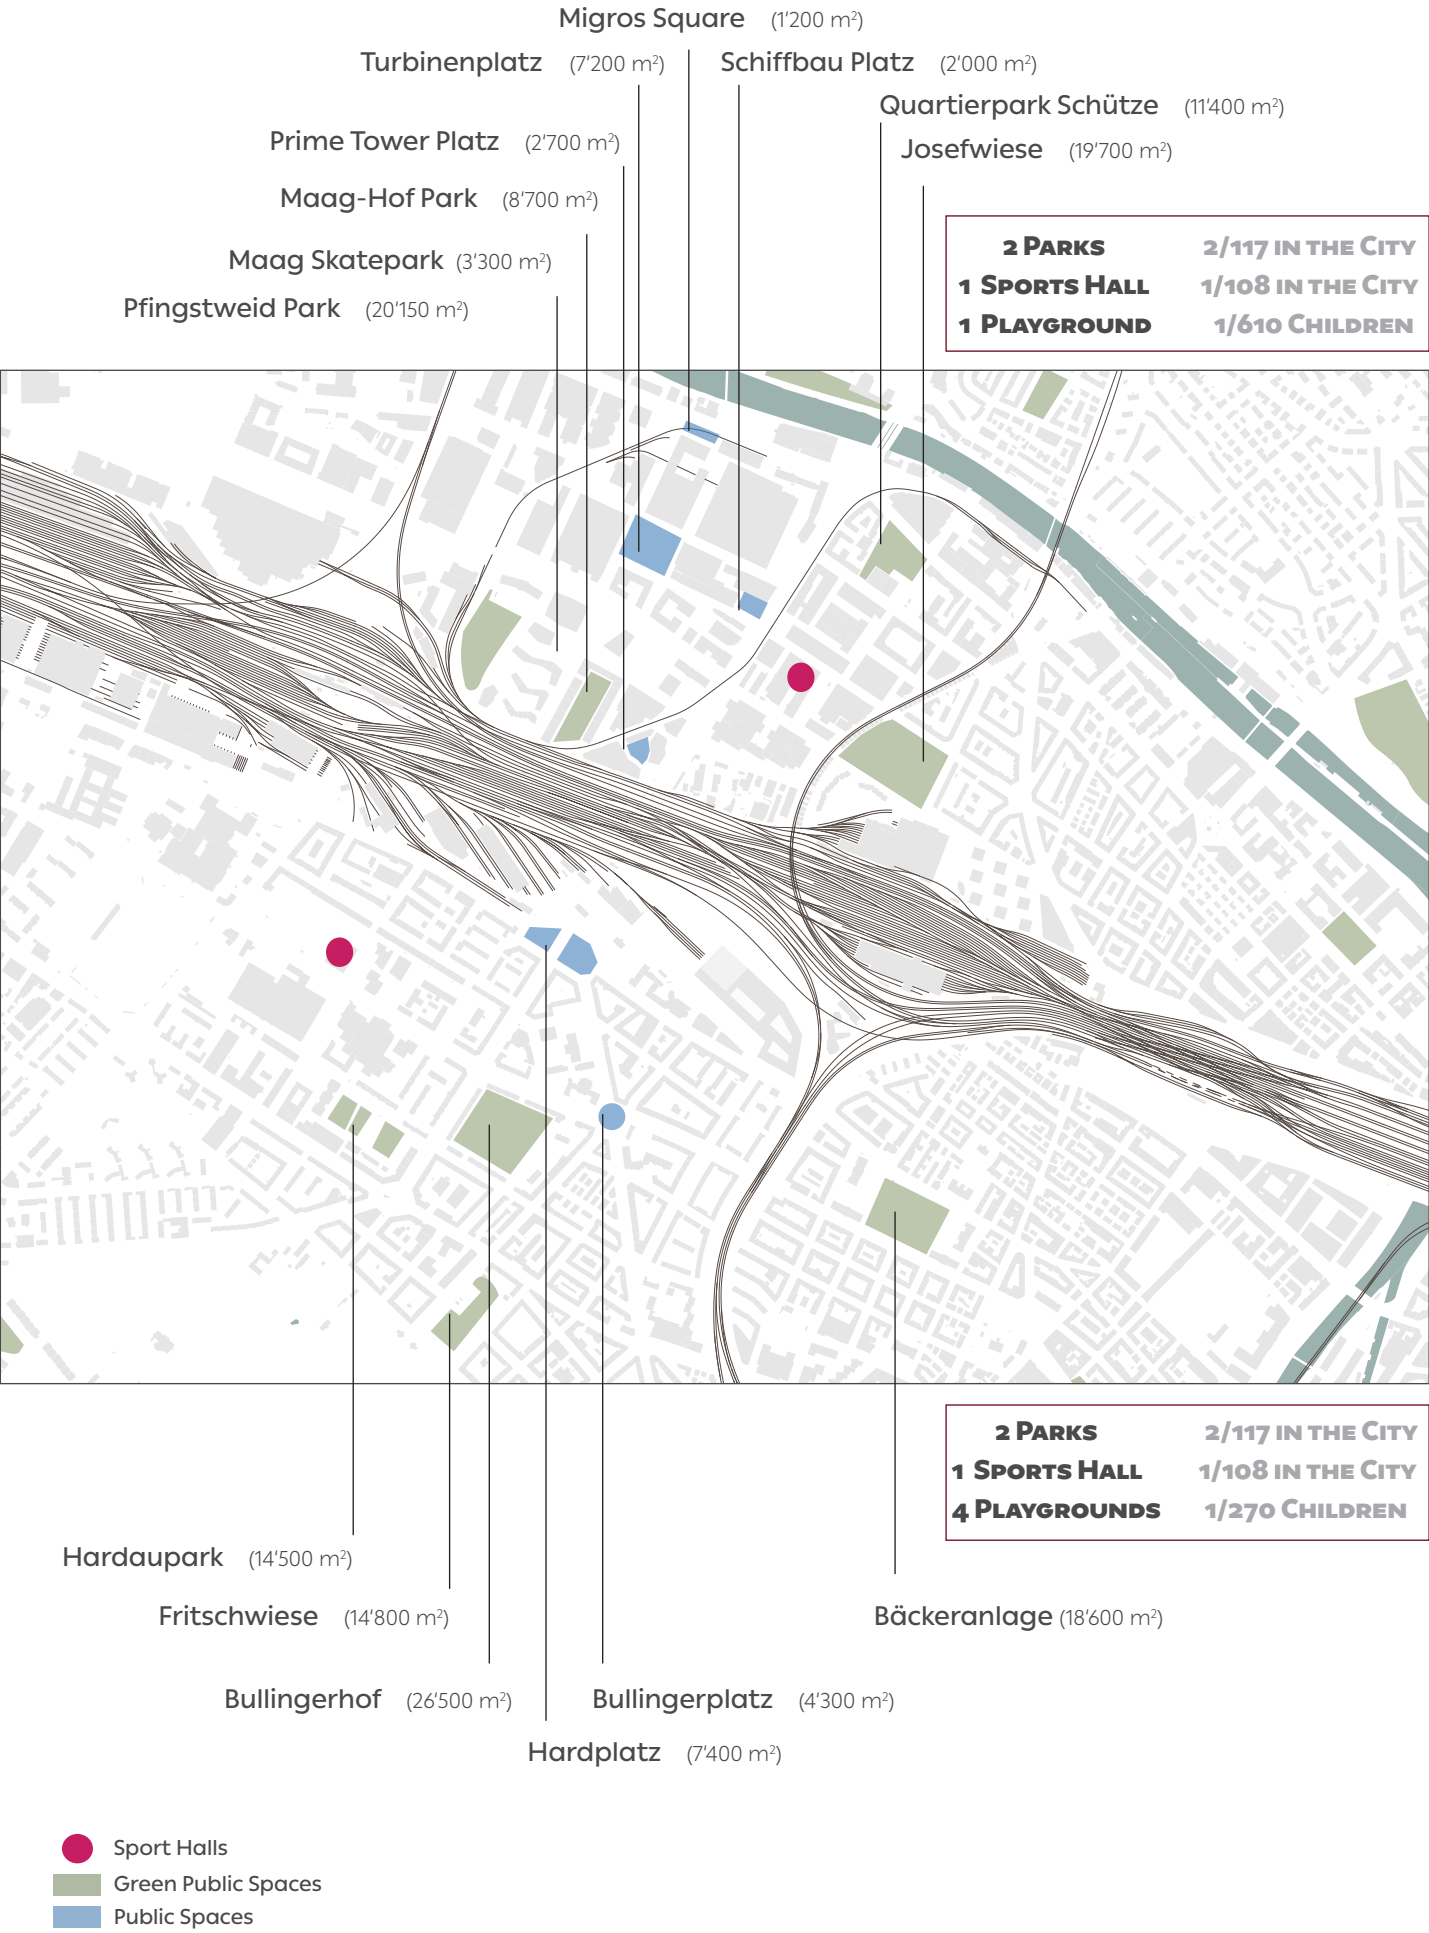 Migros Square (1'200 m²)
Turbinenplatz (7'200 m²)
Schiffbau Platz (2'000 m²)
Quartierpark Schütze (11'400 m²)
Prime Tower Platz (2'700 m²)
Josefwiese (19'700 m²)
Maag-Hof Park (8'700 m²)
Maag Skatepark (3'300 m²)
Pfingstweid Park (20'150 m²)
2 Parks 2/117 in the City
1 Sports Hall 1/108 in the City
1 Playground 1/610 Children
2 Parks 2/117 in the City
1 Sports Hall 1/108 in the City
4 Playgrounds 1/270 Children
Hardaupark (14'500 m²)
Fritschwiese (14'800 m²)
Bäckeranlage (18'600 m²)
Bullingerhof (26'500 m²)
Bullingerplatz (4'300 m²)
Hardplatz (7'400 m²)
Sport Halls
Green Public Spaces
Public Spaces